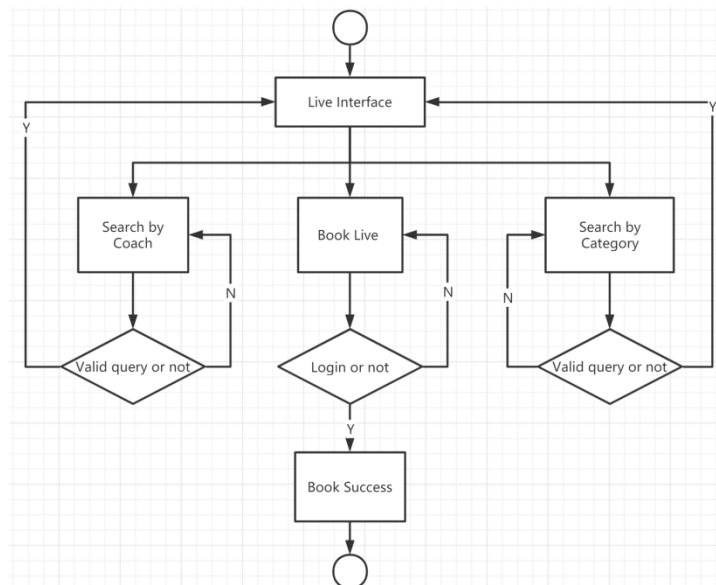 Live Interface
Y
Y
Search by
Coach
Book Live
Search by
Category
N
N
N
Valid query or not
Login or not
Valid query or not
Y
Book Success